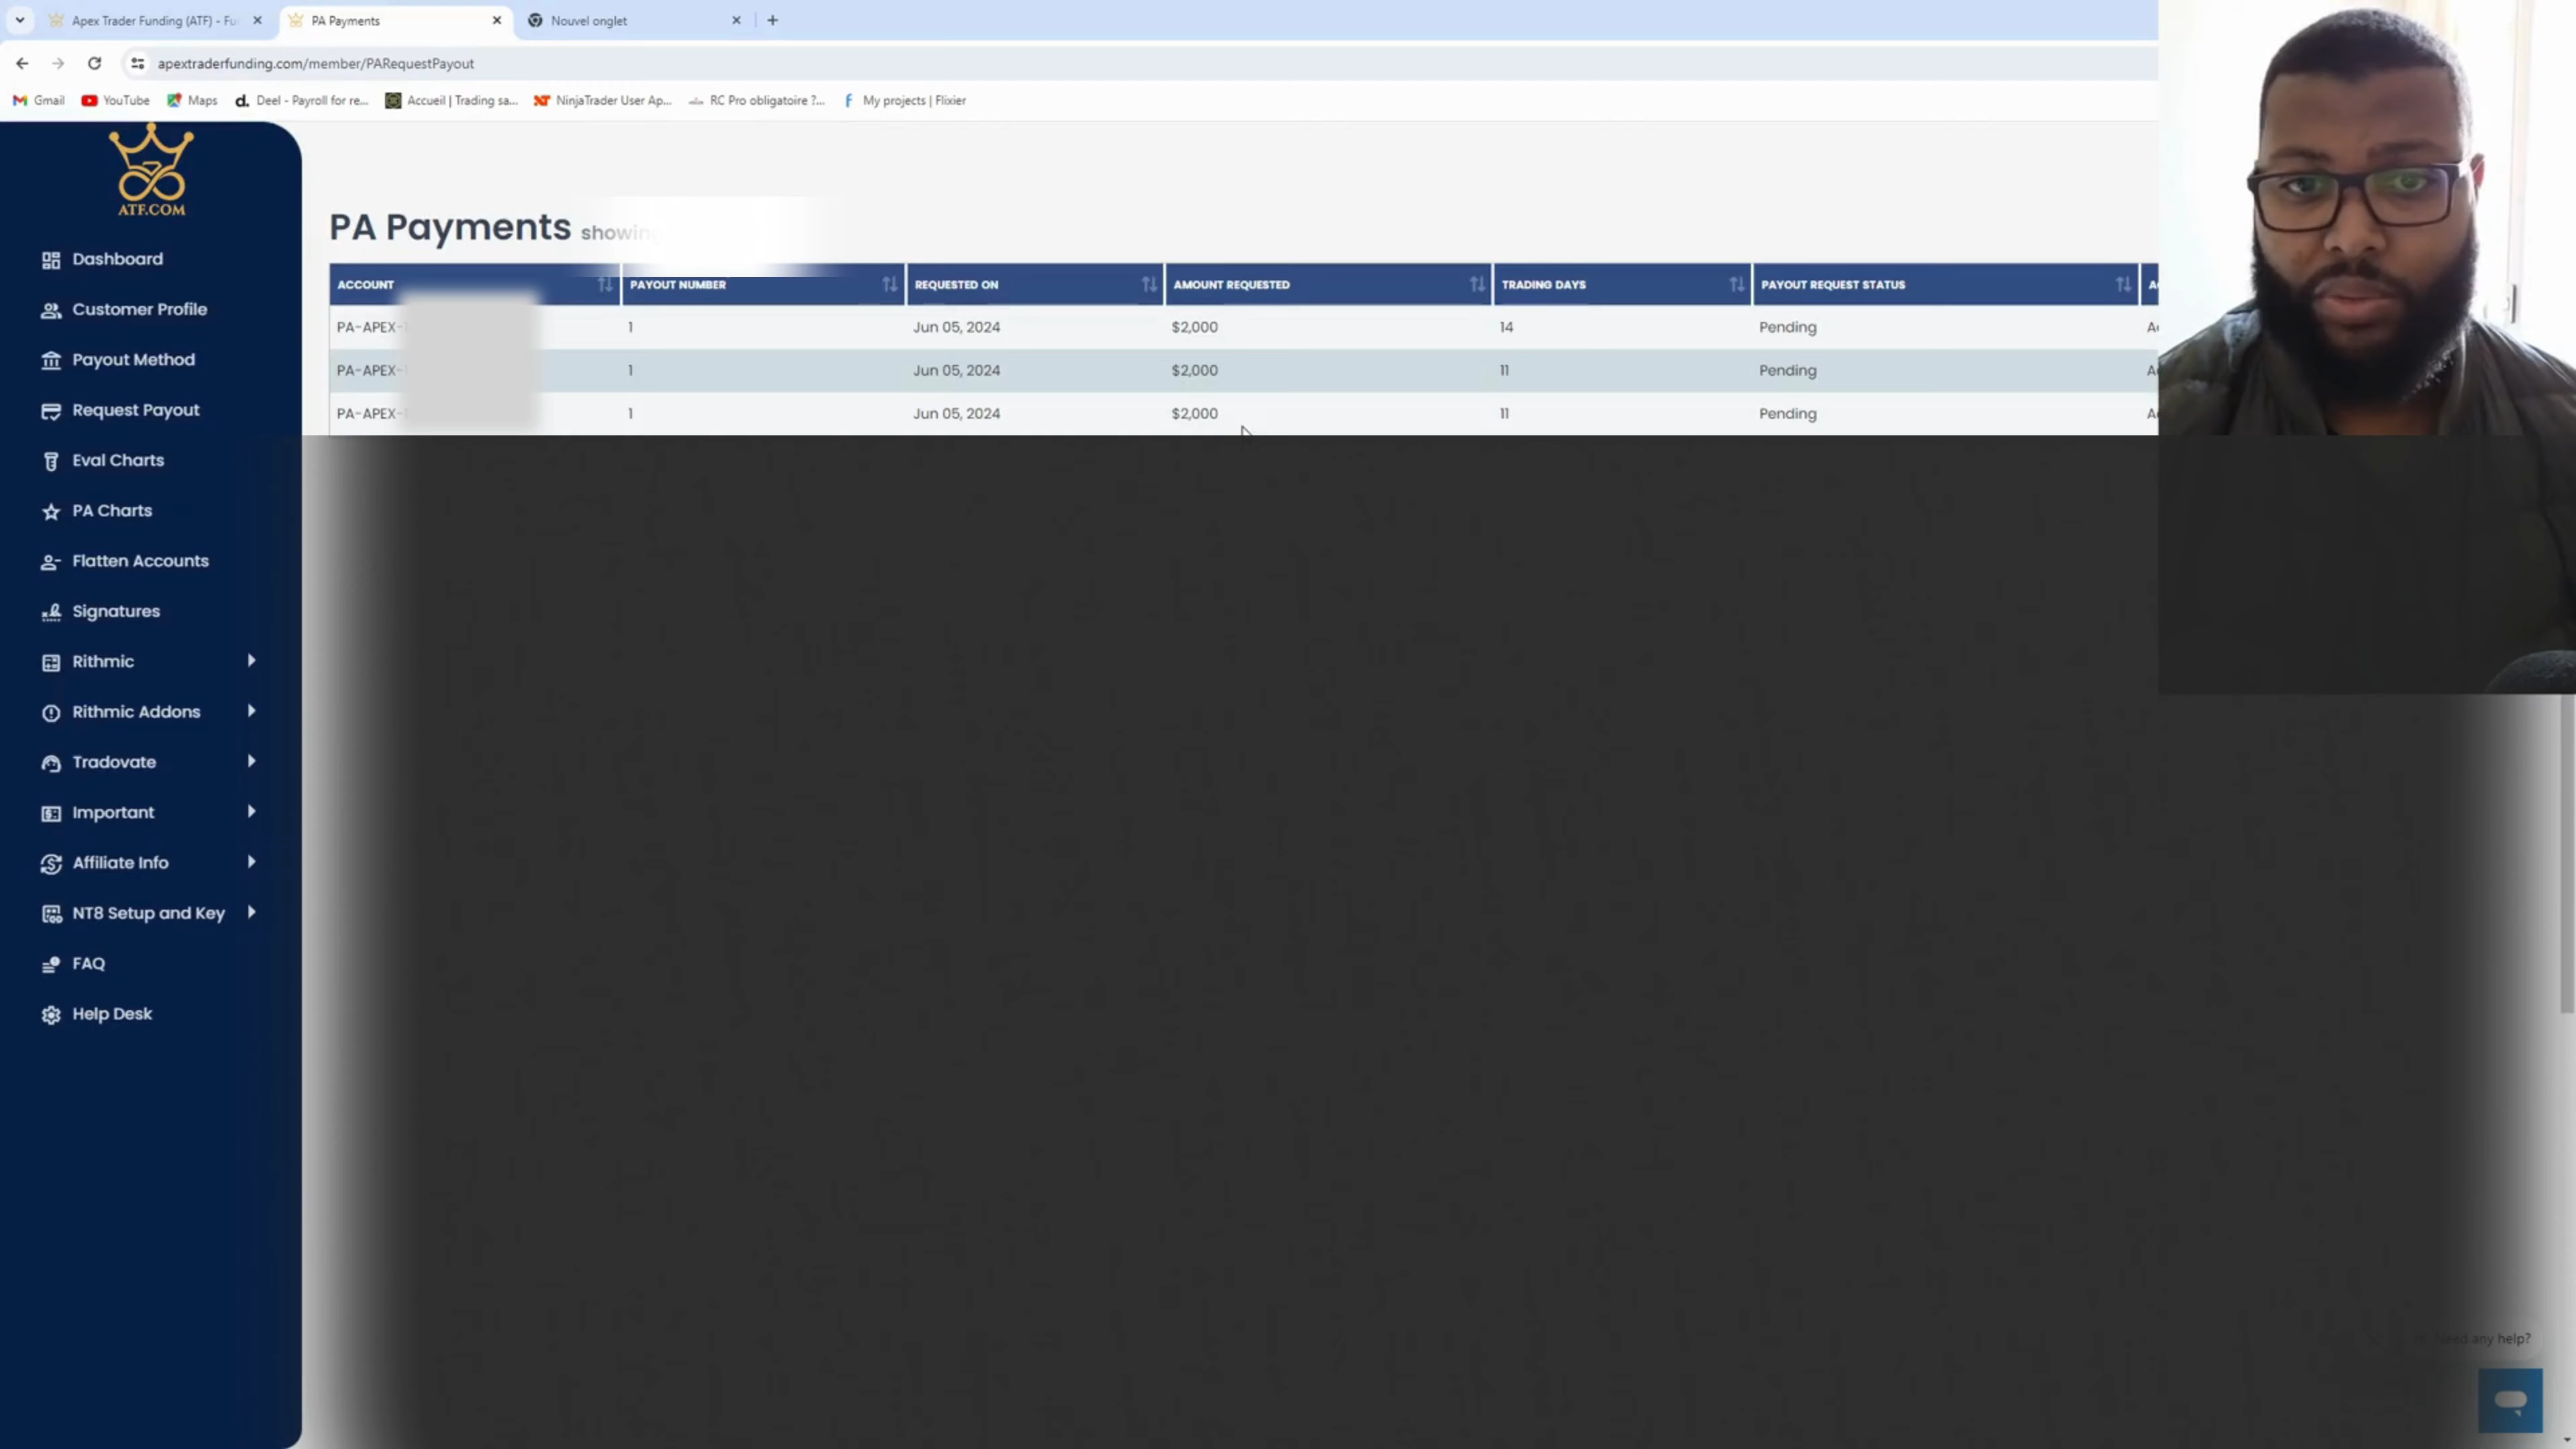 Apex Trader Funding (ATF) - Fu
PA Payments
Nouvel onglet
apextraderfunding.com/member/PARequestPayout
Gmail
YouTube
Maps
Deel - Payroll for re...
Accueil | Trading sa...
NinjaTrader User Ap...
RC Pro obligatoire ?...
My projects | Flixier
ATF.COM
Dashboard
Customer Profile
Payout Method
Request Payout
Eval Charts
PA Charts
Flatten Accounts
Signatures
Rithmic
Rithmic Addons
Tradovate
Important
Affiliate Info
NT8 Setup and Key
FAQ
Help Desk
PA Payments showing
ACCOUNT PAYOUT NUMBER REQUESTED ON AMOUNT REQUESTED TRADING DAYS PAYOUT REQUEST STATUS
PA-APEX- 1 Jun 05, 2024 $2,000 14 Pending
PA-APEX- 1 Jun 05, 2024 $2,000 11 Pending
PA-APEX- 1 Jun 05, 2024 $2,000 11 Pending
any help?